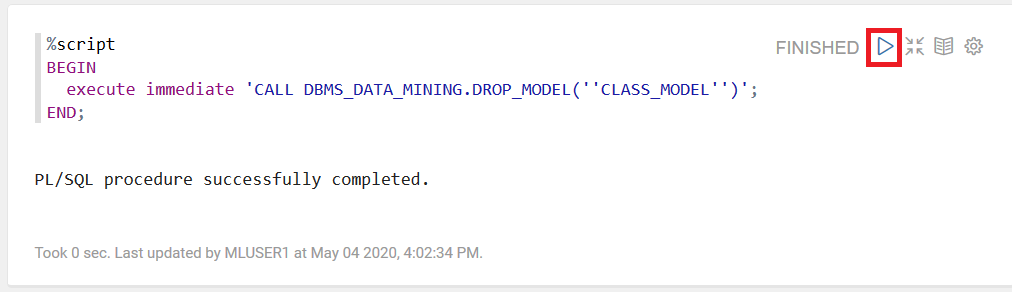 %script
FINISHED
BEGIN
execute immediate 'CALL DBMS_DATA_MINING.DROP_MODEL(''CLASS_MODEL'')';
END;
PL/SQL procedure successfully completed.
Took 0 sec. Last updated by MLUSER1 at May 04 2020, 4:02:34 PM.